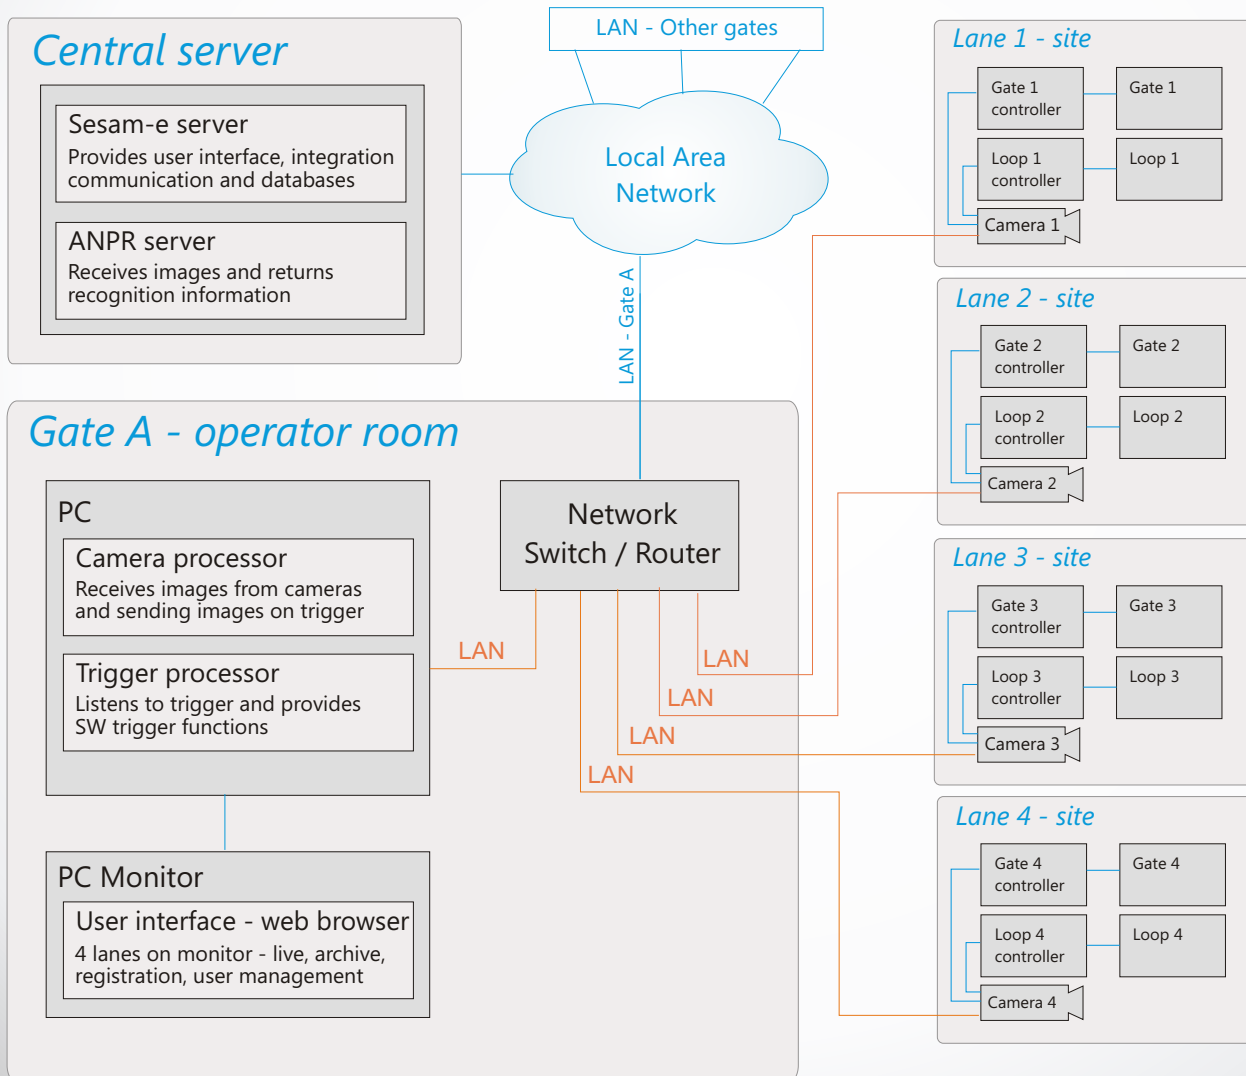 Central server
Sesam-e server
Provides user interface, integration
communication and databases
ANPR server
Receives images and returns
recognition information
LAN - Other gates
Local Area
Network
LAN - Gate A
Gate A - operator room
PC
Camera processor
Receives images from cameras
and sending images on trigger
Trigger processor
Listens to trigger and provides
SW trigger functions
PC Monitor
User interface - web browser
4 lanes on monitor - live, archive,
registration, user management
Network
Switch / Router
LAN
LAN
LAN
LAN
LAN
Lane 1 - site
Gate 1
controller
Gate 1
Loop 1
controller
Loop 1
Camera 1
Lane 2 - site
Gate 2
controller
Gate 2
Loop 2
controller
Loop 2
Camera 2
Lane 3 - site
Gate 3
controller
Gate 3
Loop 3
controller
Loop 3
Camera 3
Lane 4 - site
Gate 4
controller
Gate 4
Loop 4
controller
Loop 4
Camera 4